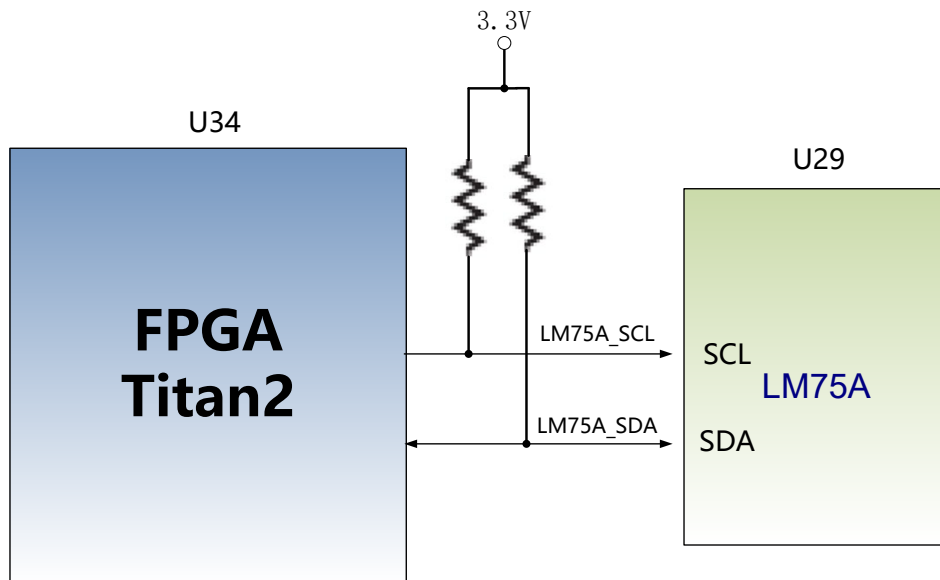 3.3V
U34
U29
FPGA
Titan2
LM75A_SCL
SCL
LM75A
LM75A_SDA
SDA